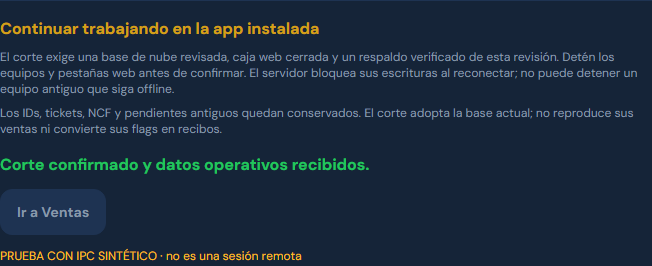 Continuar trabajando en la app instalada
El corte exige una base de nube revisada, caja web cerrada y un respaldo verificado de esta revisión. Detén los
equipos y pestañas web antes de confirmar. El servidor bloquea sus escrituras al reconectar; no puede detener un
equipo antiguo que siga offline.
Los IDs, tickets, NCF y pendientes antiguos quedan conservados. El corte adopta la base actual; no reproduce sus
ventas ni convierte sus flags en recibos.
Corte confirmado y datos operativos recibidos.
Ir a Ventas
PRUEBA CON IPC SINTÉTICO · no es una sesión remota